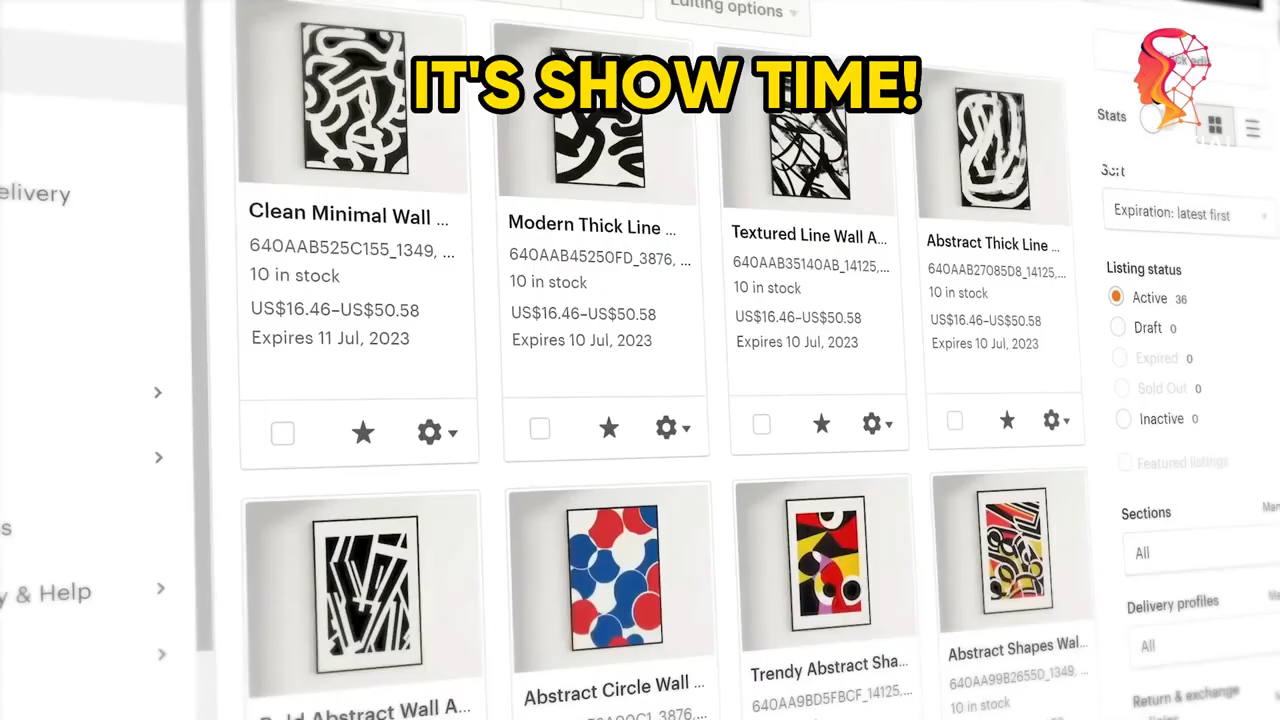 Editing options
IT'S SHOW TIME!
elivery
s
y & Help
Clean Minimal Wall ...
640AAB525C155_1349, ...
10 in stock
US$16.46–US$50.58
Expires 11 Jul, 2023
Modern Thick Line ...
640AAB45250FD_3876, ...
10 in stock
US$16.46–US$50.58
Expires 10 Jul, 2023
Textured Line Wall A...
640AAB35140AB_14125,...
10 in stock
US$16.46–US$50.58
Expires 10 Jul, 2023
Abstract Thick Line ...
640AAB27085D8_14125,...
10 in stock
US$16.46–US$50.58
Expires 10 Jul, 2023
Abstract Wall A...
Abstract Circle Wall ...
Trendy Abstract Sha...
640AA9BD5FBCF_14125,...
Abstract Shapes Wal...
640AA99B2655D_1349, ...
10 in stock
Stats
Sort
Expiration: latest first
Listing status
Active 36
Draft 0
Expired 0
Sold Out 0
Inactive 0
Featured listings
Sections
All
Delivery profiles
All
Return & exchange